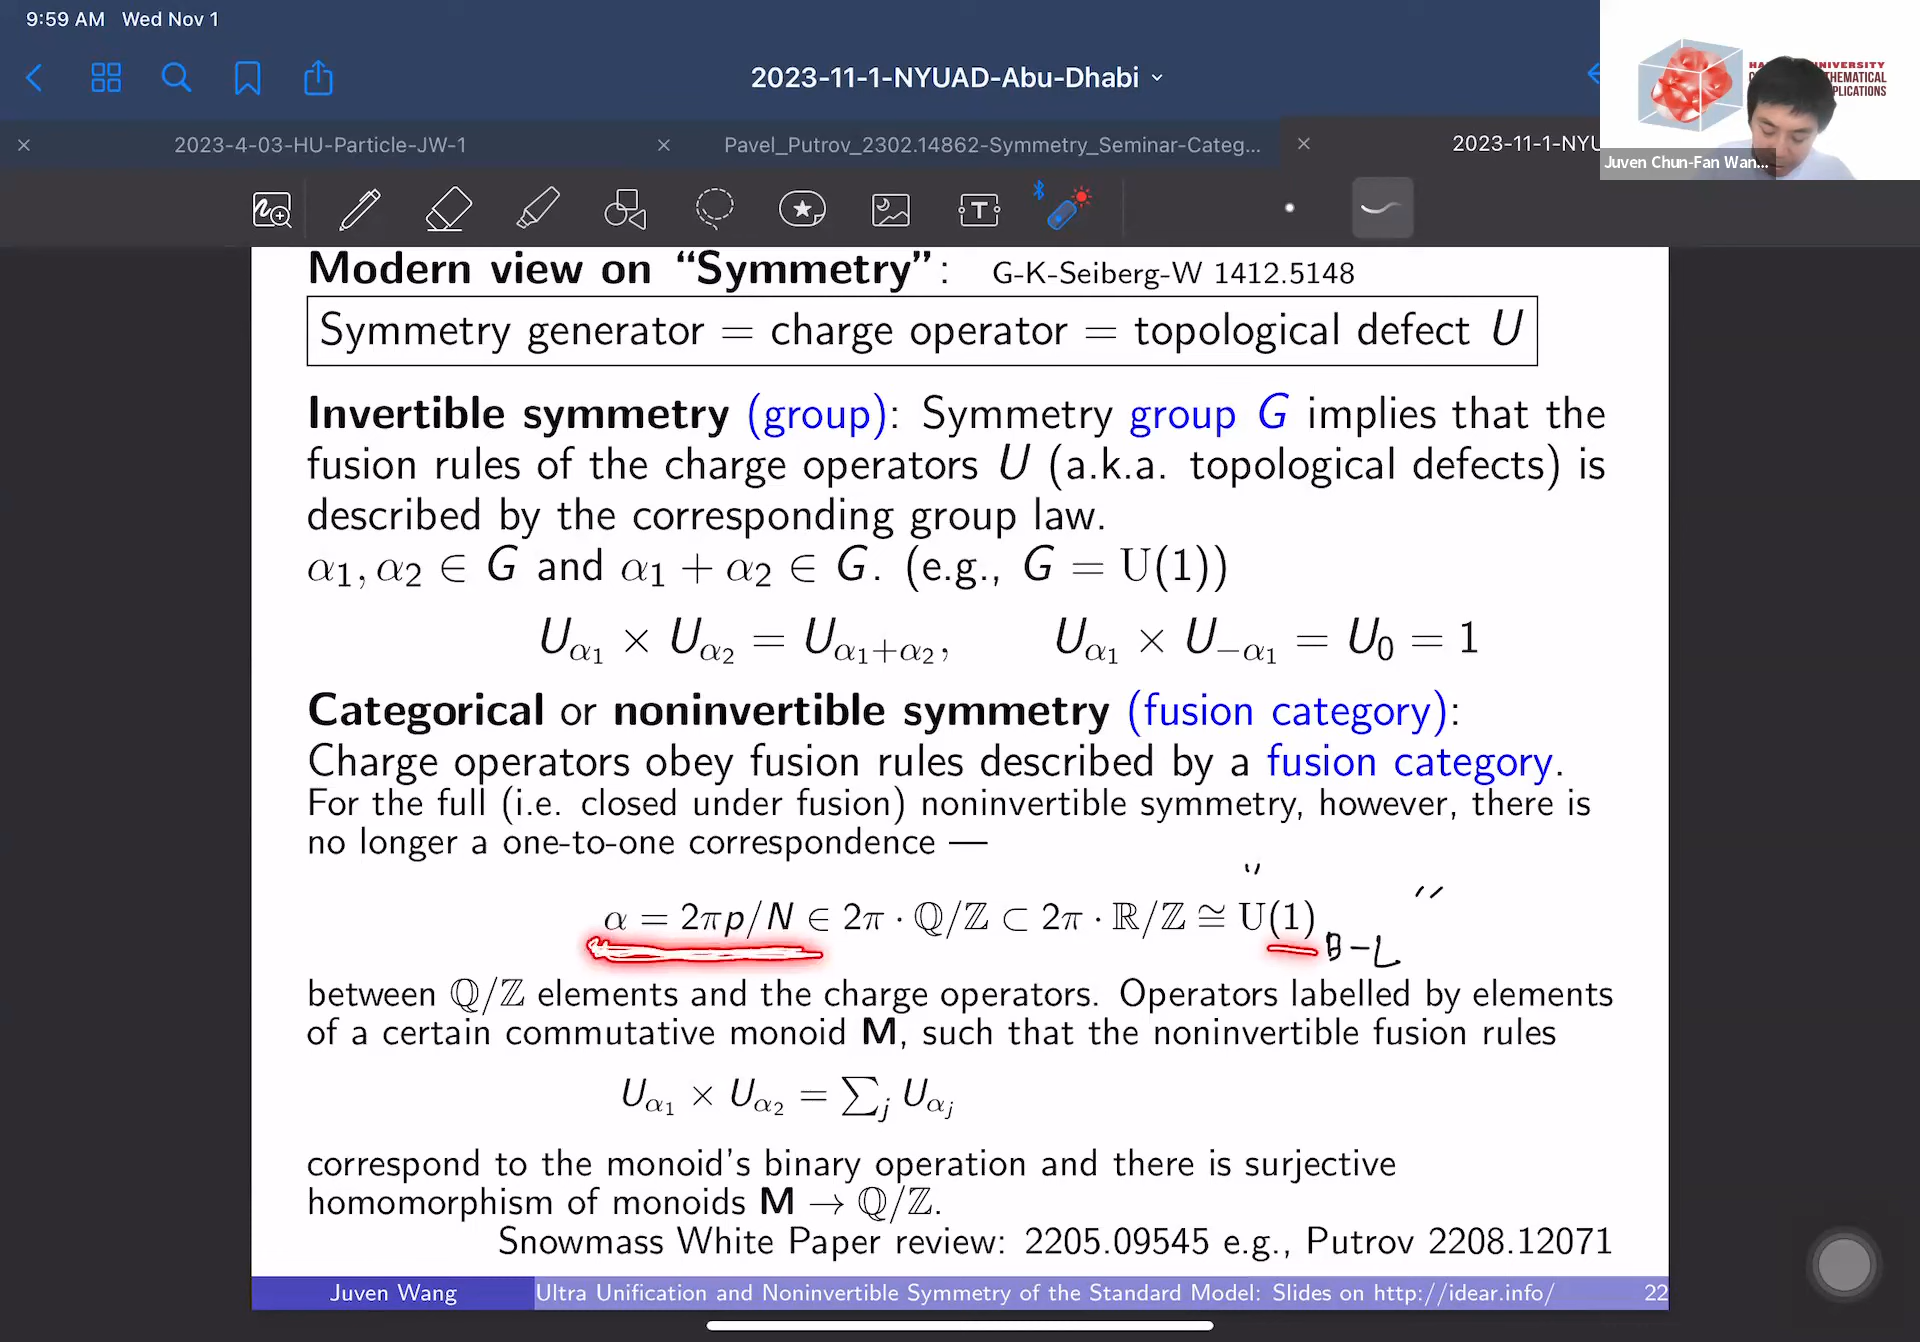 9:59 AM Wed Nov 1
2023-11-1-NYUAD-Abu-Dhabi
2023-4-03-HU-Particle-JW-1
Pavel_Putrov_2302.14862-Symmetry_Seminar-Categ...
2023-11-1-NYU
UNIVERSITY
Juven Chun-Fan Wan...
Modern view on “Symmetry”: G-K-Seiberg-W 1412.5148
Symmetry generator = charge operator = topological defect U
Invertible symmetry (group): Symmetry group G implies that the
fusion rules of the charge operators U (a.k.a. topological defects) is
described by the corresponding group law.
α₁, α₂ ∈ G and α₁ + α₂ ∈ G. (e.g., G = U(1))
U_{α₁} × U_{α₂} = U_{α₁+α₂}, U_{α₁} × U_{−α₁} = U₀ = 1
Categorical or noninvertible symmetry (fusion category):
Charge operators obey fusion rules described by a fusion category.
For the full (i.e. closed under fusion) noninvertible symmetry, however, there is
no longer a one-to-one correspondence —
α = 2πp/N ∈ 2π · ℚ/ℤ ⊂ 2π · ℝ/ℤ ≅ "U(1)_{B-L}"
between ℚ/ℤ elements and the charge operators. Operators labelled by elements
of a certain commutative monoid M, such that the noninvertible fusion rules
U_{α₁} × U_{α₂} = ∑_j U_{α_j}
correspond to the monoid's binary operation and there is surjective
homomorphism of monoids M → ℚ/ℤ.
Snowmass White Paper review: 2205.09545 e.g., Putrov 2208.12071
Juven Wang
Ultra Unification and Noninvertible Symmetry of the Standard Model: Slides on http://idear.info/
22